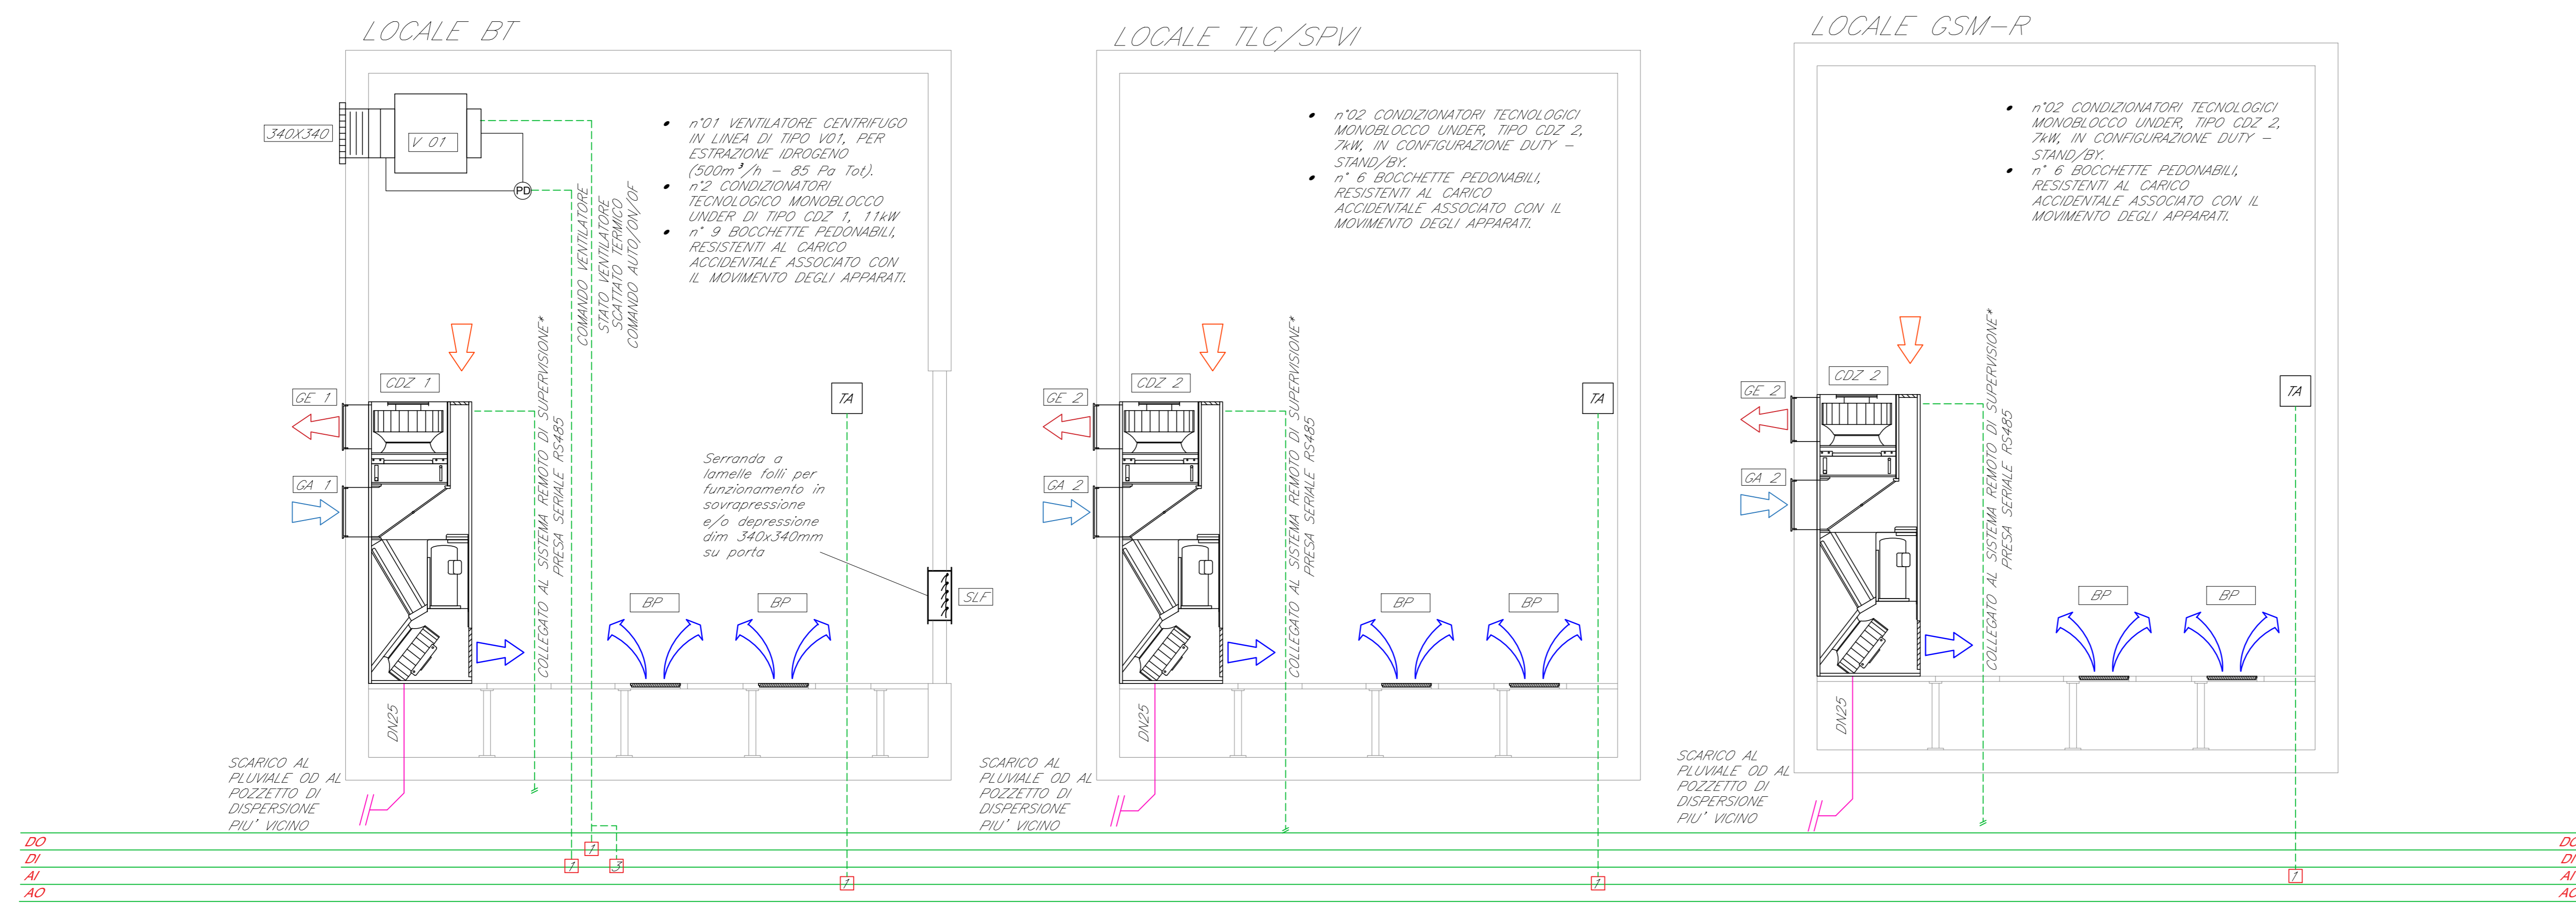 LOCALE BT
340X340
V 01
PD
n°01 VENTILATORE CENTRIFUGO
IN LINEA DI TIPO V01, PER
ESTRAZIONE IDROGENO
(500m³/h - 85 Pa Tot).
n°2 CONDIZIONATORI
TECNOLOGICO MONOBLOCCO
UNDER DI TIPO CDZ 1, 11kW
n° 9 BOCCHETTE PEDONABILI,
RESISTENTI AL CARICO
ACCIDENTALE ASSOCIATO CON
IL MOVIMENTO DEGLI APPARATI.
COMANDO VENTILATORE
STATO VENTILATORE
SCATTATO TERMICO
COMANDO AUTO/ON/OF
COLLEGATO AL SISTEMA REMOTO DI SUPERVISIONE*
PRESA SERIALE RS485
CDZ 1
GE 1
GA 1
TA
Serranda a
lamelle folli per
funzionamento in
sovrapressione
e/o depressione
dim 340x340mm
su porta
SLF
BP
BP
DN25
SCARICO AL
PLUVIALE OD AL
POZZETTO DI
DISPERSIONE
PIU' VICINO
LOCALE TLC/SPVI
n°02 CONDIZIONATORI TECNOLOGICI
MONOBLOCCO UNDER, TIPO CDZ 2,
7kW, IN CONFIGURAZIONE DUTY -
STAND/BY.
n° 6 BOCCHETTE PEDONABILI,
RESISTENTI AL CARICO
ACCIDENTALE ASSOCIATO CON IL
MOVIMENTO DEGLI APPARATI.
COLLEGATO AL SISTEMA REMOTO DI SUPERVISIONE*
PRESA SERIALE RS485
CDZ 2
GE 2
GA 2
TA
BP
BP
DN25
SCARICO AL
PLUVIALE OD AL
POZZETTO DI
DISPERSIONE
PIU' VICINO
LOCALE GSM-R
n°02 CONDIZIONATORI TECNOLOGICI
MONOBLOCCO UNDER, TIPO CDZ 2,
7kW, IN CONFIGURAZIONE DUTY -
STAND/BY.
n° 6 BOCCHETTE PEDONABILI,
RESISTENTI AL CARICO
ACCIDENTALE ASSOCIATO CON IL
MOVIMENTO DEGLI APPARATI.
COLLEGATO AL SISTEMA REMOTO DI SUPERVISIONE*
PRESA SERIALE RS485
CDZ 2
GE 2
GA 2
TA
BP
BP
DN25
SCARICO AL
PLUVIALE OD AL
POZZETTO DI
DISPERSIONE
PIU' VICINO
DO
1
DO
DI
1
3
DI
AI
1
1
1
AI
AO
AO